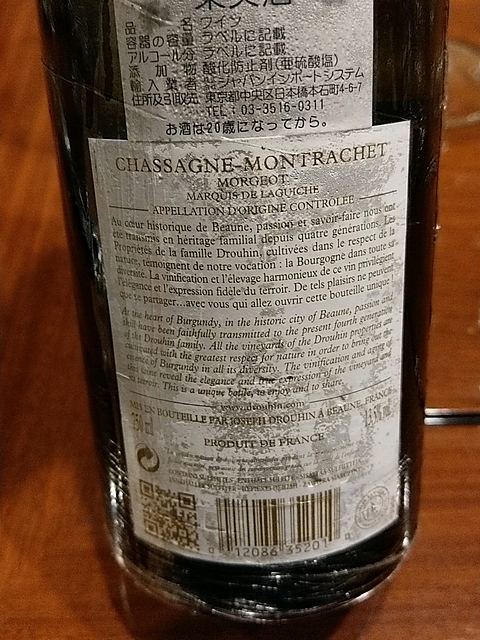 品 名 ワイン
容器の容量 ラベルに記載
アルコール分 ラベルに記載
添 加 物 酸化防止剤(亜硫酸塩)
輸入業者 ㈱ジャパンインポートシステム
住所及引取先 東京都中央区日本橋本石町4-6-7
TEL：03-3516-0311
お酒は20歳になってから。
CHASSAGNE-MONTRACHET
MORGEOT
MARQUIS DE LAGUICHE
APPELLATION D'ORIGINE CONTRÔLÉE
Au cœur historique de Beaune, passion et savoir-faire nous ont
été transmis en héritage familial depuis quatre générations. Les
Propriétés de la famille Drouhin, cultivées dans le respect de la
nature, témoignent de notre vocation : la Bourgogne dans toute sa
diversité. La vinification et l'élevage harmonieux de ce vin privilégient
l'élégance et l'expression fidèle du terroir. De tels plaisirs ne peuvent
que se partager...avec vous qui allez ouvrir cette bouteille unique !
At the heart of Burgundy, in the historic city of Beaune, passion and
skill have been faithfully transmitted to the present fourth generation
of the Drouhin family. All the vineyards of the Drouhin properties are
cultivated with the greatest respect for nature in order to bring out the
essence of Burgundy in all its diversity. The vinification and ageing of
this wine reveal the elegance and true expression of the vineyard and
its terroir. This is a unique bottle, to enjoy and to share.
www.drouhin.com
MIS EN BOUTEILLE PAR JOSEPH DROUHIN À BEAUNE, FRANCE
750 ml 13.5% vol.
PRODUIT DE FRANCE
12086 35201